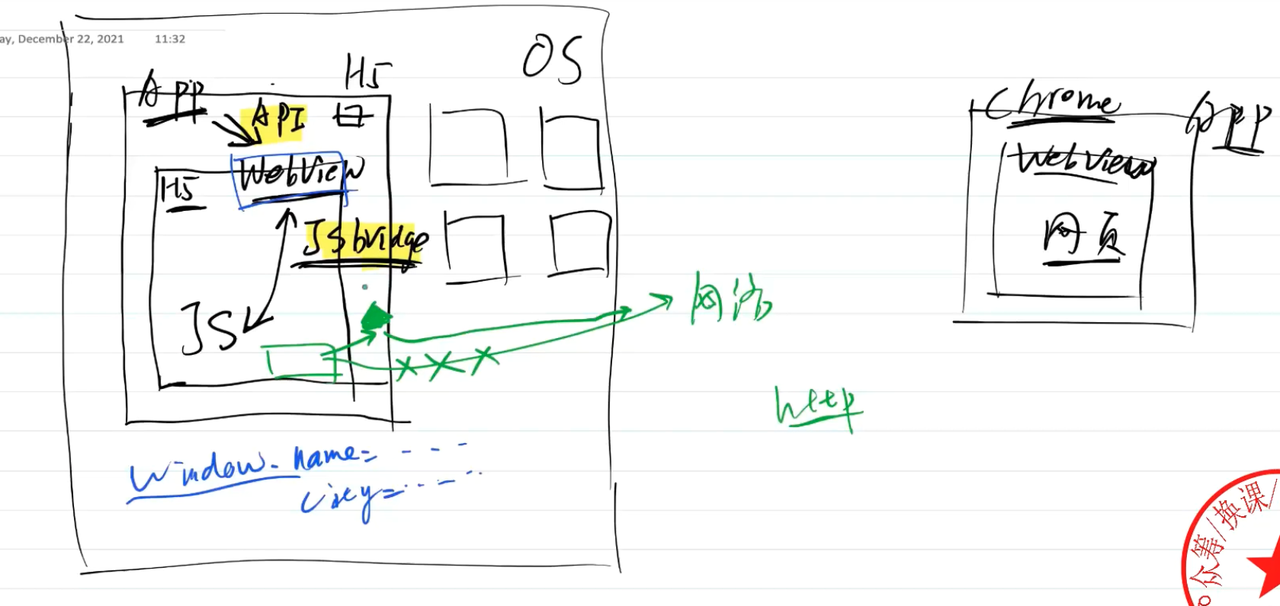 ay, December 22, 2021 11:32
OS
H5
App
API
WebView
H5
JSbridge
JS
网络
http
window.name= ...
city=......
Chrome
App
WebView
网页
众筹/换课/